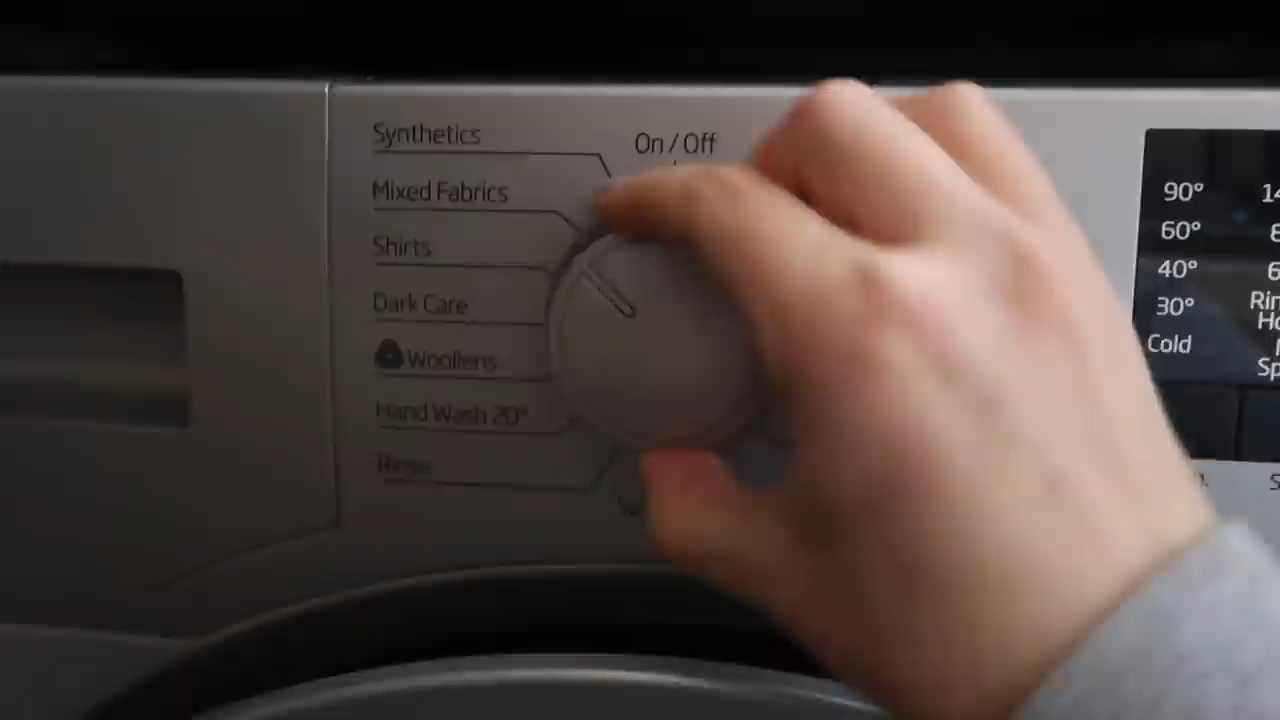 Synthetics
On / Off
Mixed Fabrics
Shirts
Dark Care
Woollens
Hand Wash 20°
Rinse
90°
60°
40°
30°
Cold